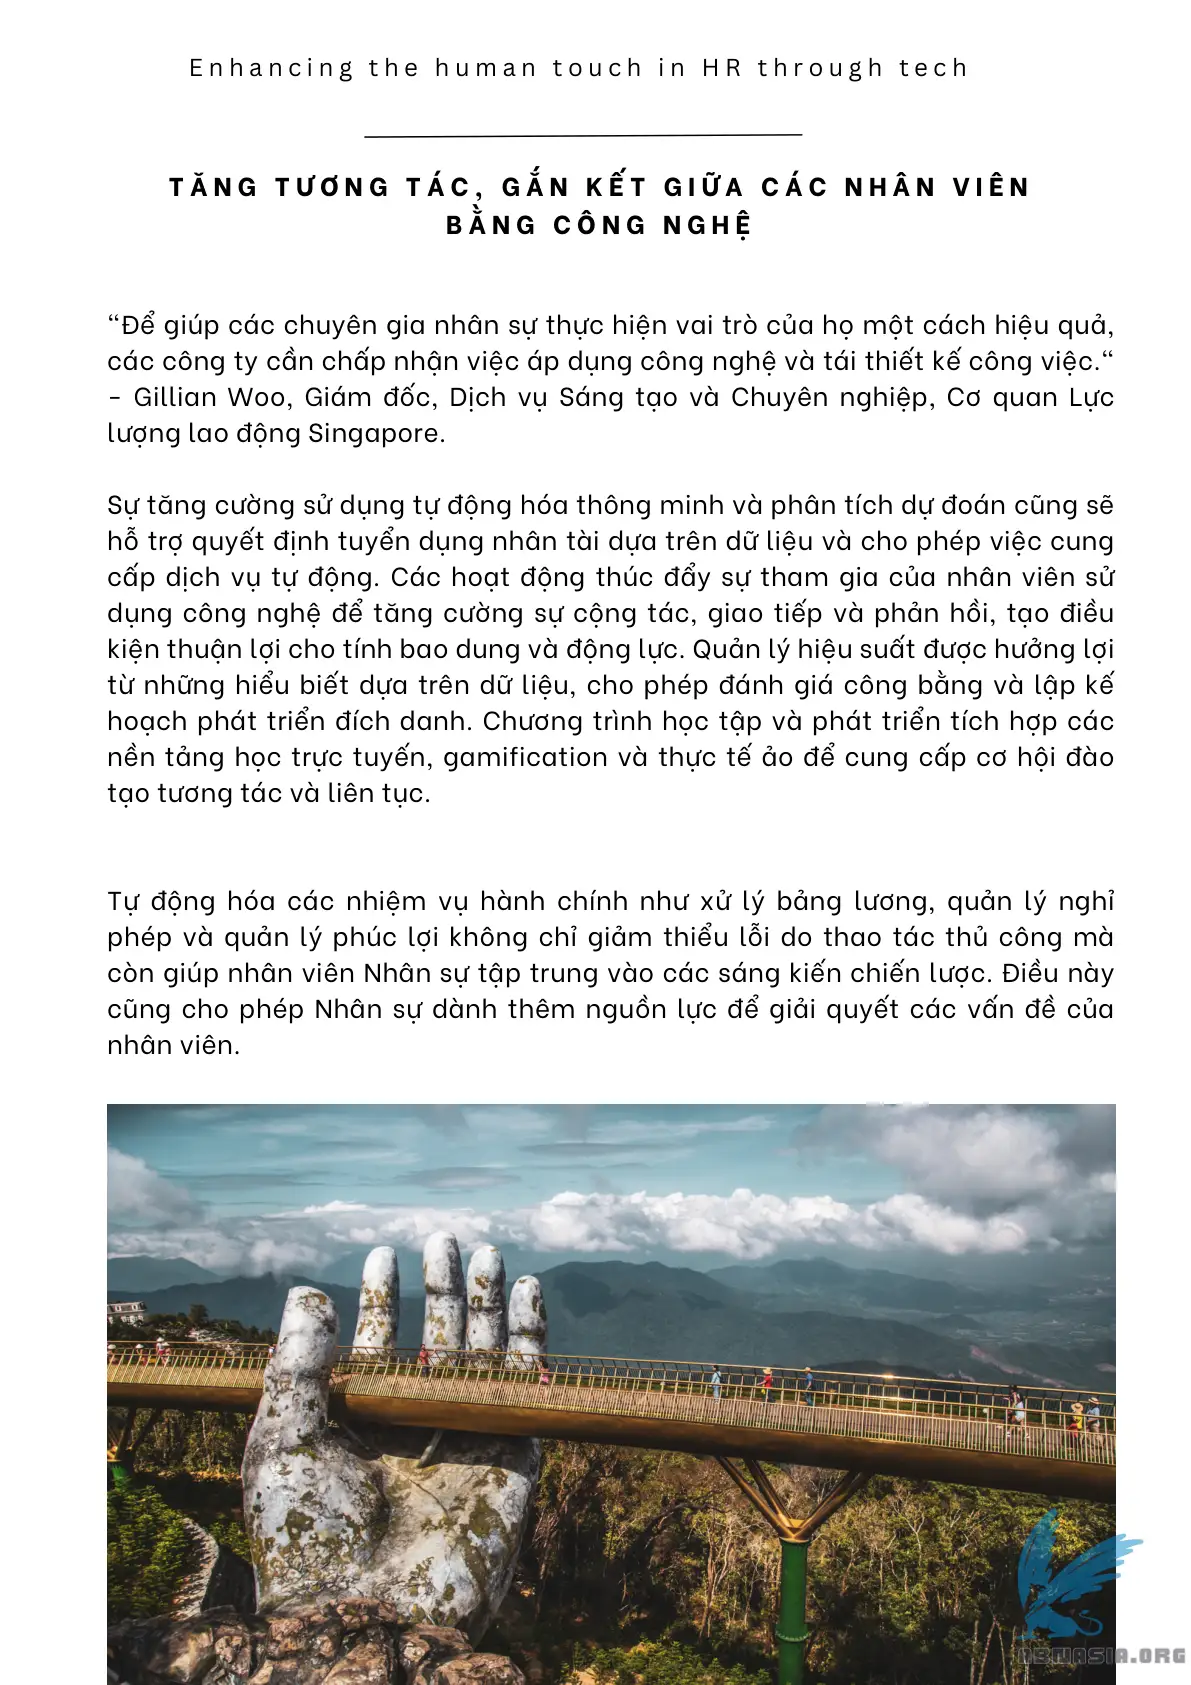 Enhancing the human touch in HR through tech
TĂNG TƯƠNG TÁC, GẮN KẾT GIỮA CÁC NHÂN VIÊN
BẰNG CÔNG NGHỆ
“Để giúp các chuyên gia nhân sự thực hiện vai trò của họ một cách hiệu quả,
các công ty cần chấp nhận việc áp dụng công nghệ và tái thiết kế công việc.“
- Gillian Woo, Giám đốc, Dịch vụ Sáng tạo và Chuyên nghiệp, Cơ quan Lực
lượng lao động Singapore.
Sự tăng cường sử dụng tự động hóa thông minh và phân tích dự đoán cũng sẽ
hỗ trợ quyết định tuyển dụng nhân tài dựa trên dữ liệu và cho phép việc cung
cấp dịch vụ tự động. Các hoạt động thúc đẩy sự tham gia của nhân viên sử
dụng công nghệ để tăng cường sự cộng tác, giao tiếp và phản hồi, tạo điều
kiện thuận lợi cho tính bao dung và động lực. Quản lý hiệu suất được hưởng lợi
từ những hiểu biết dựa trên dữ liệu, cho phép đánh giá công bằng và lập kế
hoạch phát triển đích danh. Chương trình học tập và phát triển tích hợp các
nền tảng học trực tuyến, gamification và thực tế ảo để cung cấp cơ hội đào
tạo tương tác và liên tục.
Tự động hóa các nhiệm vụ hành chính như xử lý bảng lương, quản lý nghỉ
phép và quản lý phúc lợi không chỉ giảm thiểu lỗi do thao tác thủ công mà
còn giúp nhân viên Nhân sự tập trung vào các sáng kiến chiến lược. Điều này
cũng cho phép Nhân sự dành thêm nguồn lực để giải quyết các vấn đề của
nhân viên.
ABNASIA.ORG